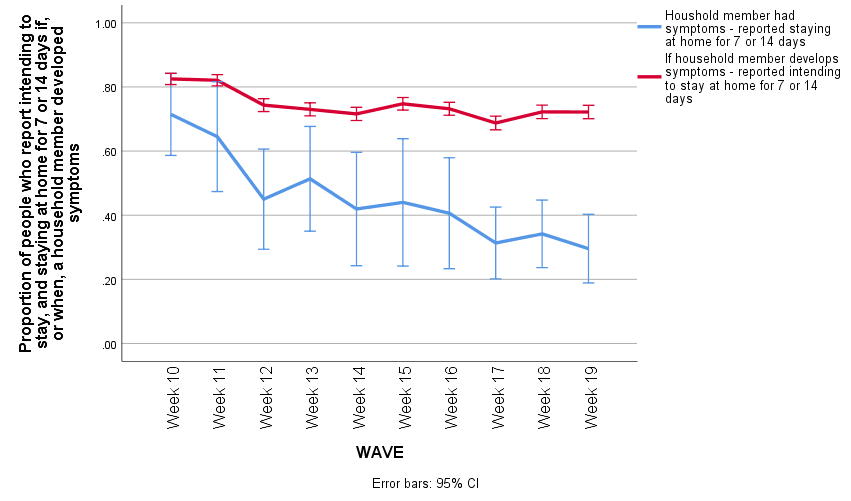 Proportion of people who report intending to
stay, and staying at home for 7 or 14 days if,
or when, a household member developed
symptoms
1.00
.80
.60
.40
.20
.00
Week 10
Week 11
Week 12
Week 13
Week 14
Week 15
Week 16
Week 17
Week 18
Week 19
WAVE
Error bars: 95% CI
Houshold member had
symptoms - reported staying
at home for 7 or 14 days
If household member develops
symptoms - reported intending
to stay at home for 7 or 14
days